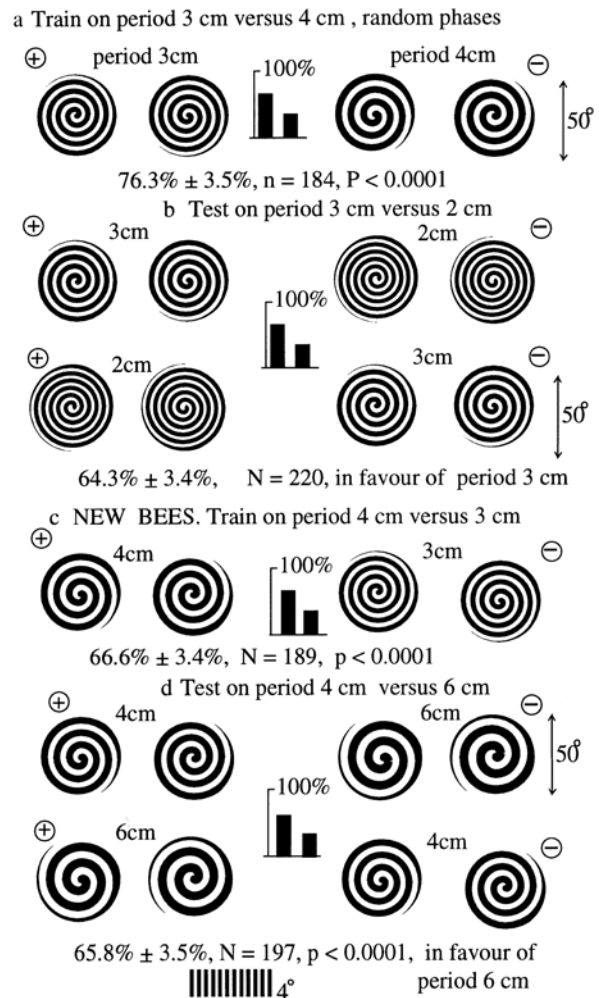 a Train on period 3 cm versus 4 cm , random phases
+ period 3cm 100% period 4cm −
50°
76.3% ± 3.5%, n = 184, P < 0.0001
b Test on period 3 cm versus 2 cm
+ 3cm 2cm −
100%
+ 2cm 3cm −
50°
64.3% ± 3.4%, N = 220, in favour of period 3 cm
c NEW BEES. Train on period 4 cm versus 3 cm
+ 4cm 100% 3cm −
66.6% ± 3.4%, N = 189, p < 0.0001
d Test on period 4 cm versus 6 cm
+ 4cm 6cm −
50°
100%
+ 6cm 4cm −
65.8% ± 3.5%, N = 197, p < 0.0001, in favour of
period 6 cm
4°